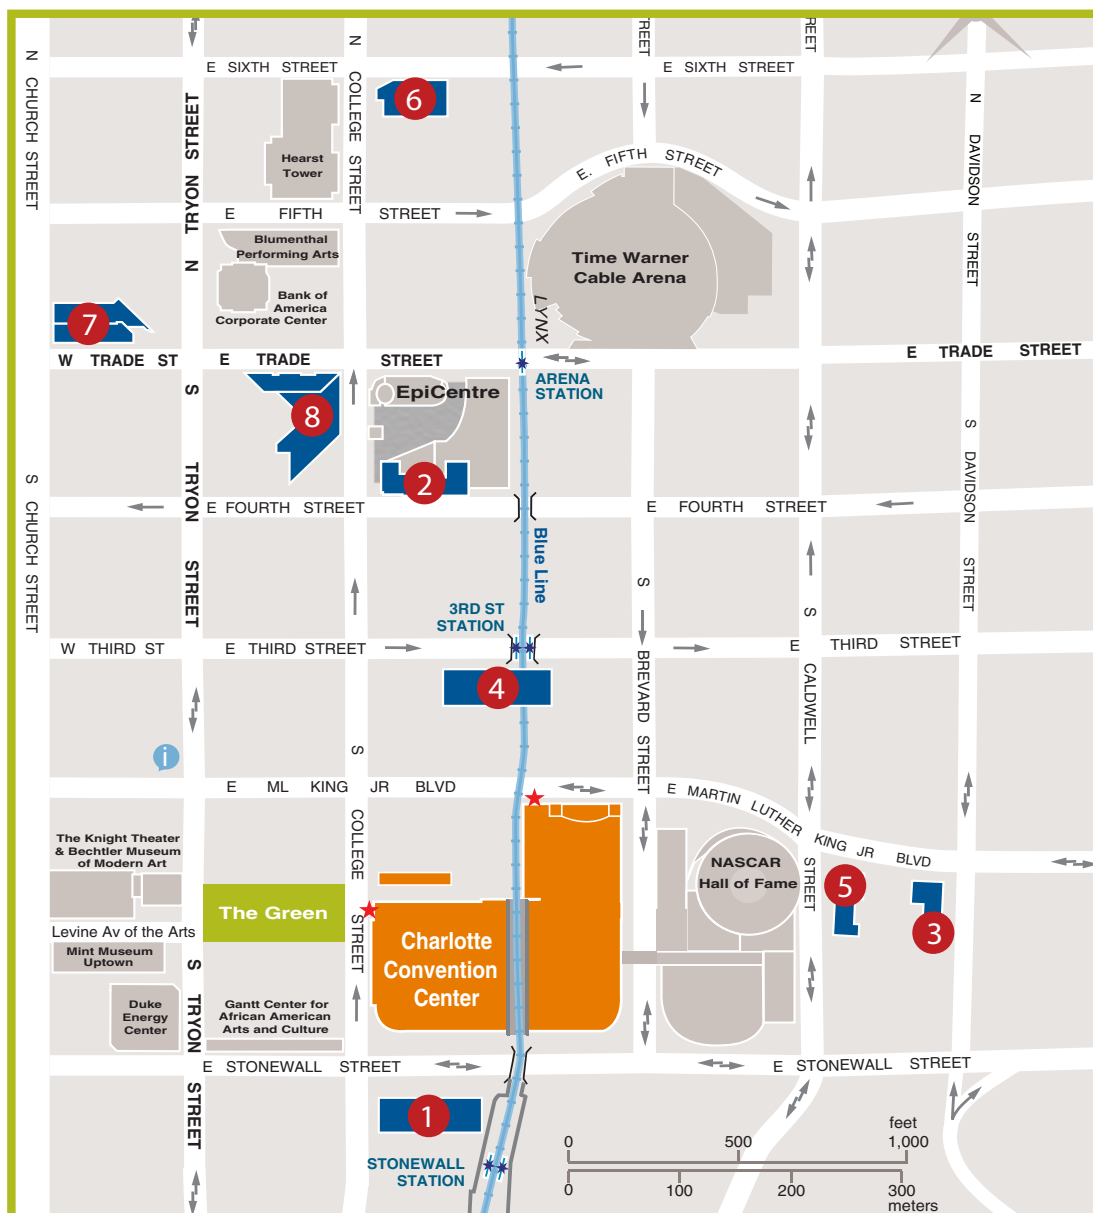 N CHURCH STREET
N TRYON STREET
N COLLEGE STREET
TREET
TREET
E SIXTH STREET
E SIXTH STREET
6
N DAVIDSON STREET
Hearst
Tower
E. FIFTH STREET
E FIFTH STREET
Blumenthal
Performing Arts
Time Warner
Cable Arena
Bank of
America
Corporate Center
LYNX
7
W TRADE ST
E TRADE STREET
E TRADE STREET
ARENA
STATION
EpiCentre
8
2
S CHURCH STREET
S TRYON STREET
S DAVIDSON STREET
E FOURTH STREET
E FOURTH STREET
Blue Line
3RD ST
STATION
W THIRD ST
E THIRD STREET
E THIRD STREET
S BREVARD STREET
S CALDWELL STREET
4
i
S COLLEGE STREET
E ML KING JR BLVD
E MARTIN LUTHER KING JR BLVD
The Knight Theater
& Bechtler Museum
of Modern Art
NASCAR
Hall of Fame
5
3
The Green
Levine Av of the Arts
Mint Museum
Uptown
Charlotte
Convention
Center
S TRYON STREET
Duke
Energy
Center
Gantt Center for
African American
Arts and Culture
E STONEWALL STREET
E STONEWALL STREET
1
STONEWALL
STATION
feet
0 500 1,000
0 100 200 300
meters